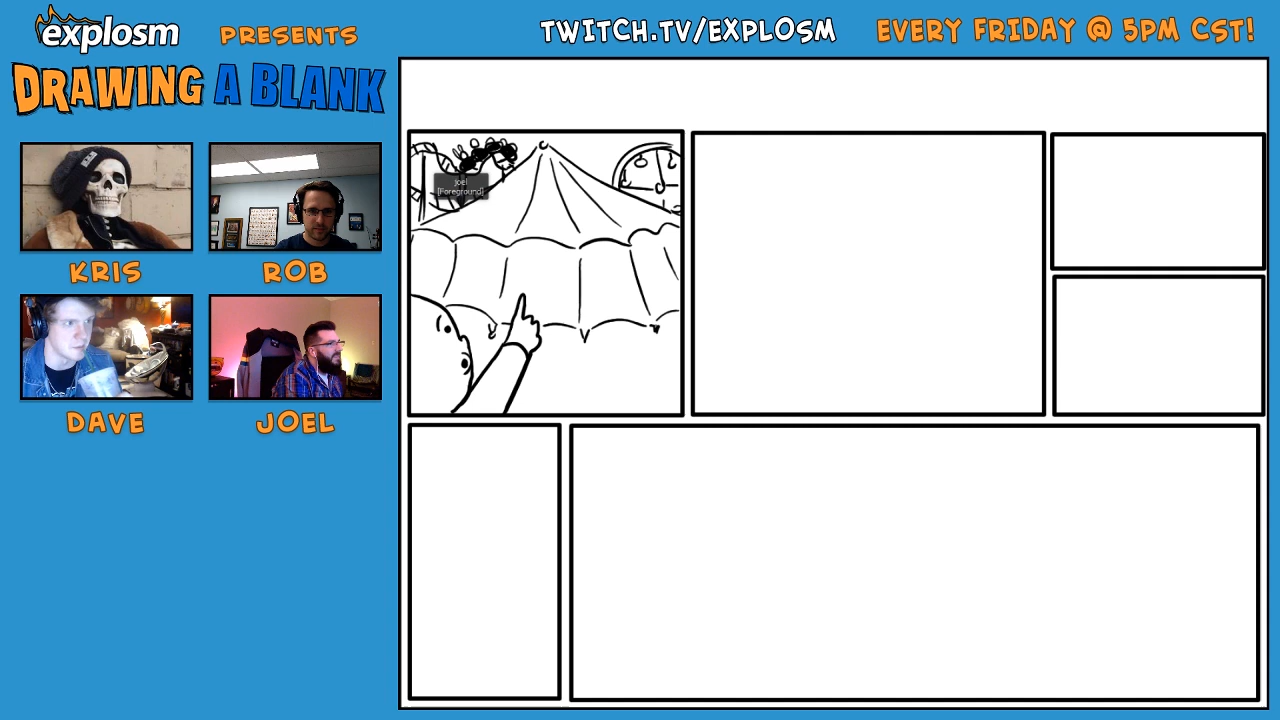 explosm PRESENTS
DRAWING A BLANK
TWITCH.TV/EXPLOSM
EVERY FRIDAY @ 5PM CST!
KRIS
ROB
DAVE
JOEL
joel
[Foreground]